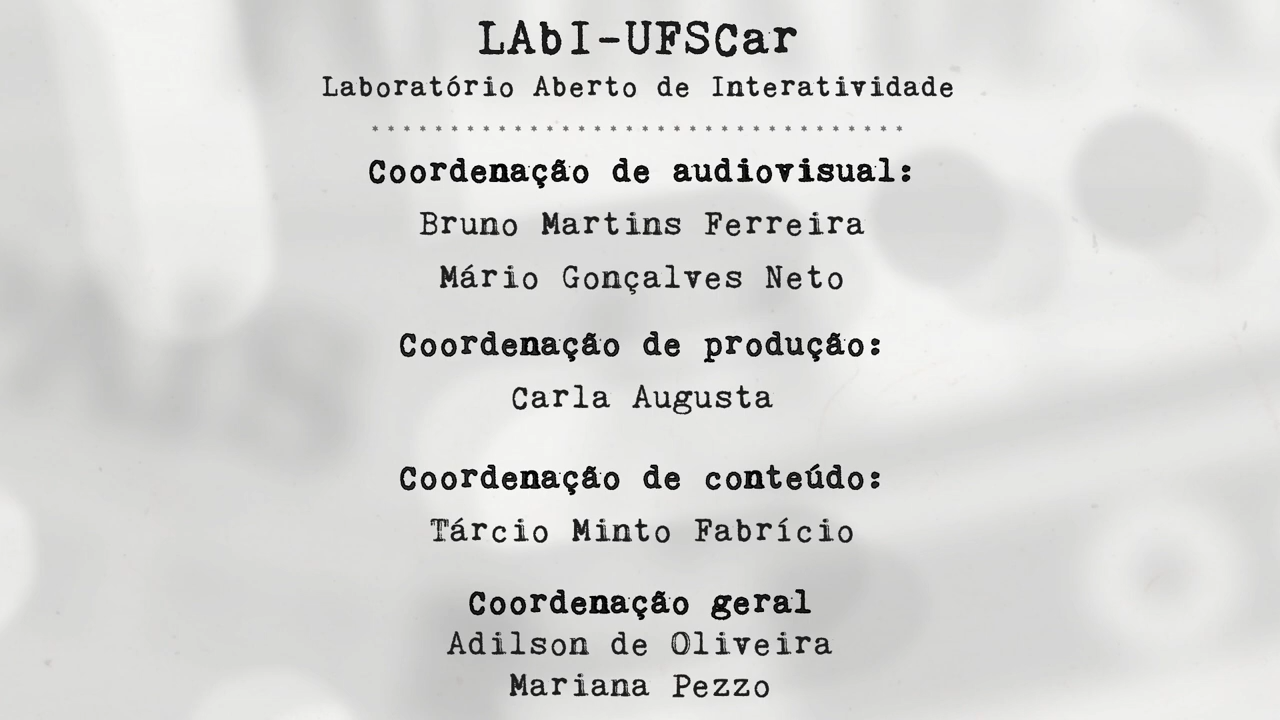 LAbI-UFSCar
Laboratório Aberto de Interatividade
Coordenação de audiovisual:
Bruno Martins Ferreira
Mário Gonçalves Neto
Coordenação de produção:
Carla Augusta
Coordenação de conteúdo:
Tárcio Minto Fabrício
Coordenação geral
Adilson de Oliveira
Mariana Pezzo